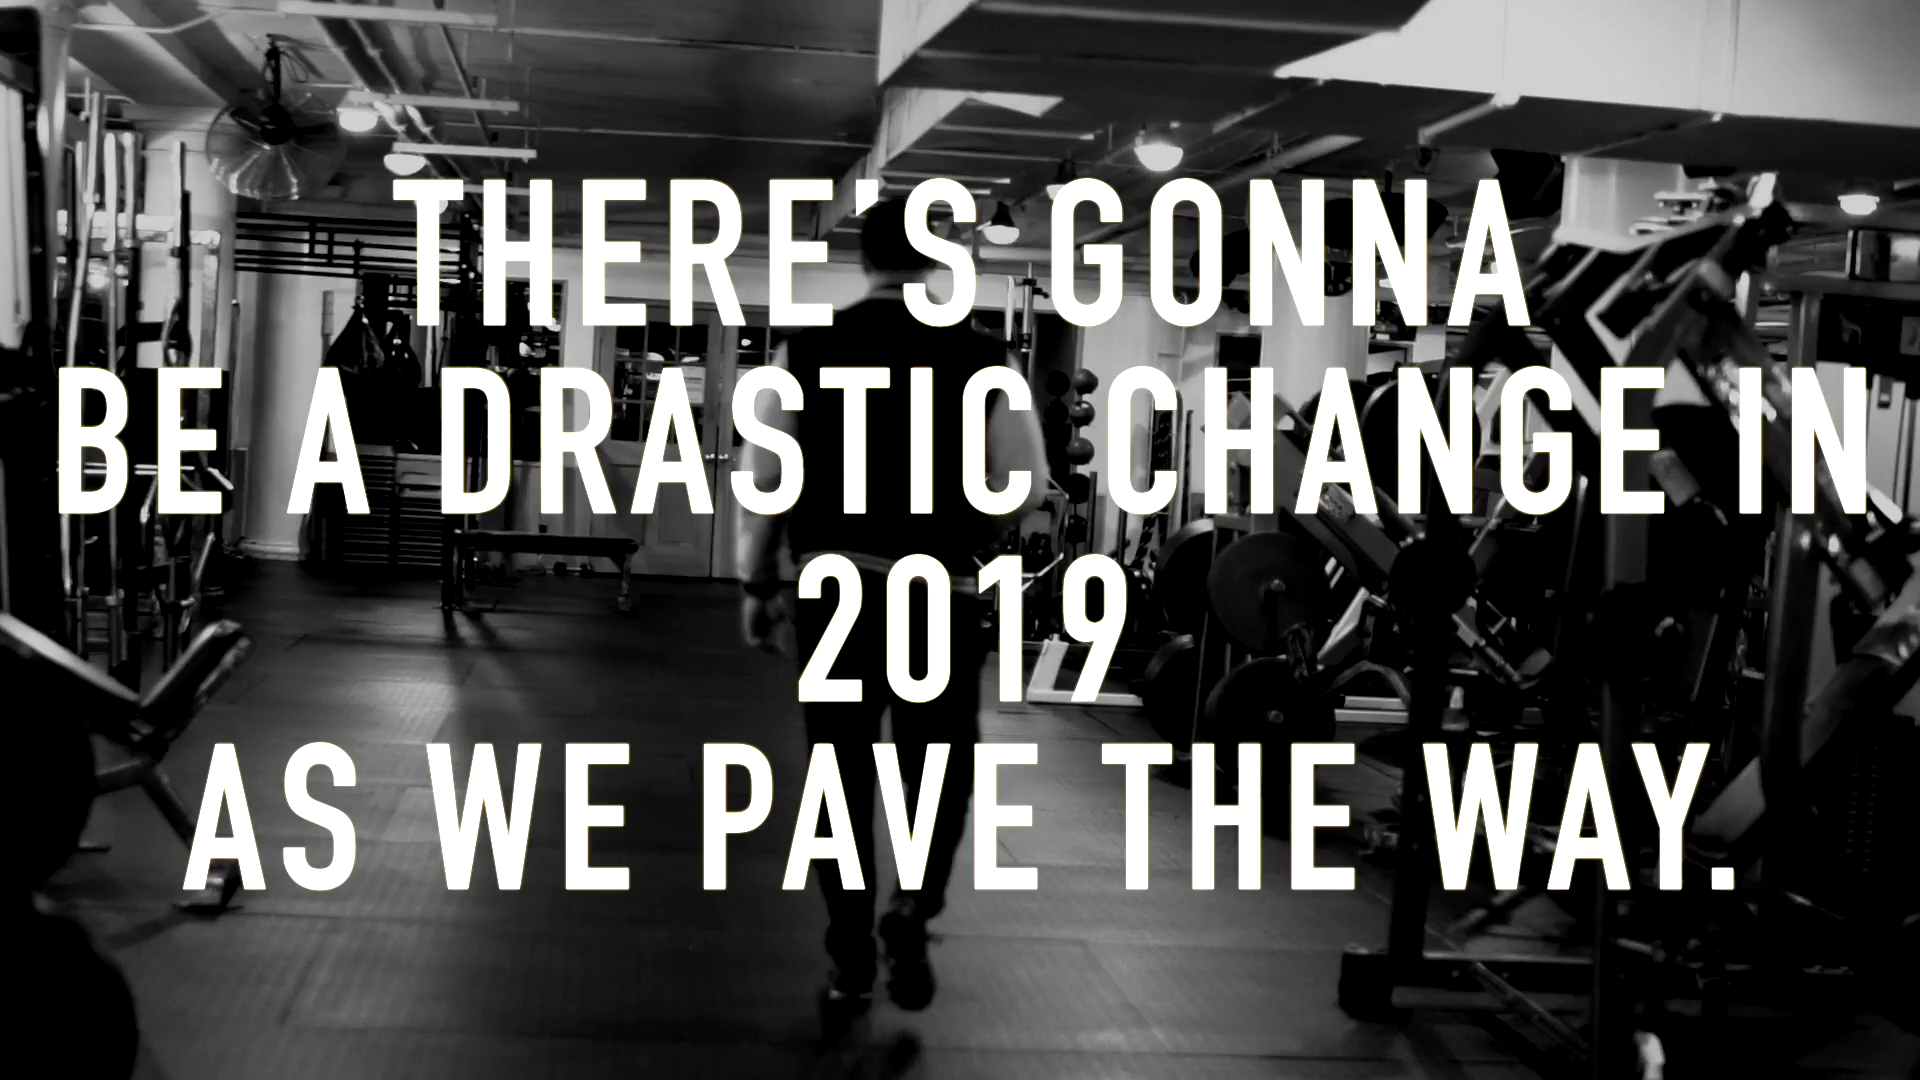 THERE’S GONNA
BE A DRASTIC CHANGE IN
2019
AS WE PAVE THE WAY.